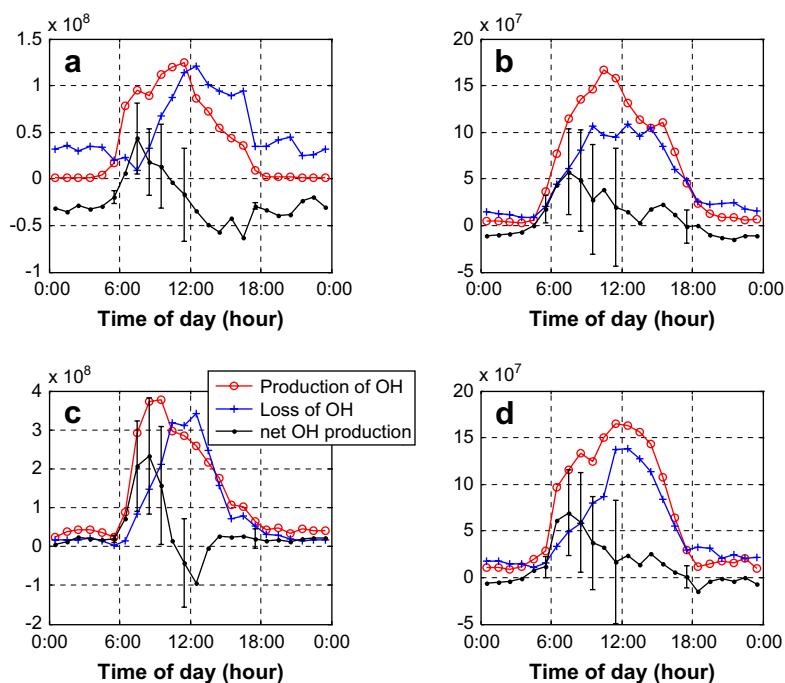 x 10^8
a
1.5
1
0.5
0
-0.5
-1
0:00 6:00 12:00 18:00 0:00
Time of day (hour)
x 10^7
b
20
15
10
5
0
-5
0:00 6:00 12:00 18:00 0:00
Time of day (hour)
x 10^8
c
4
3
2
1
0
-1
-2
0:00 6:00 12:00 18:00 0:00
Time of day (hour)
Production of OH
Loss of OH
net OH production
x 10^7
d
20
15
10
5
0
-5
0:00 6:00 12:00 18:00 0:00
Time of day (hour)